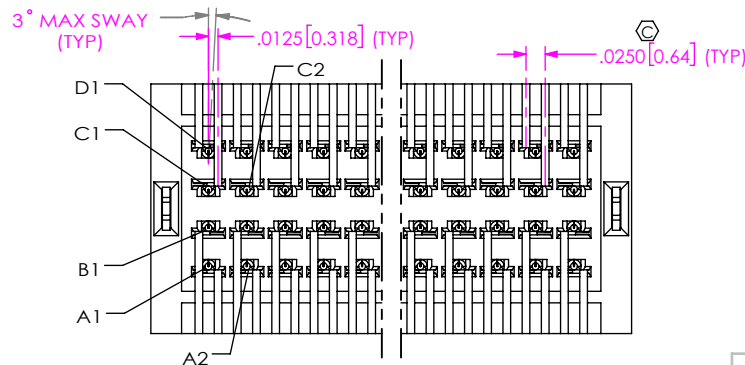 3° MAX SWAY
(TYP)
.0125[0.318] (TYP)
C
.0250[0.64] (TYP)
C2
D1
C1
B1
A1
A2